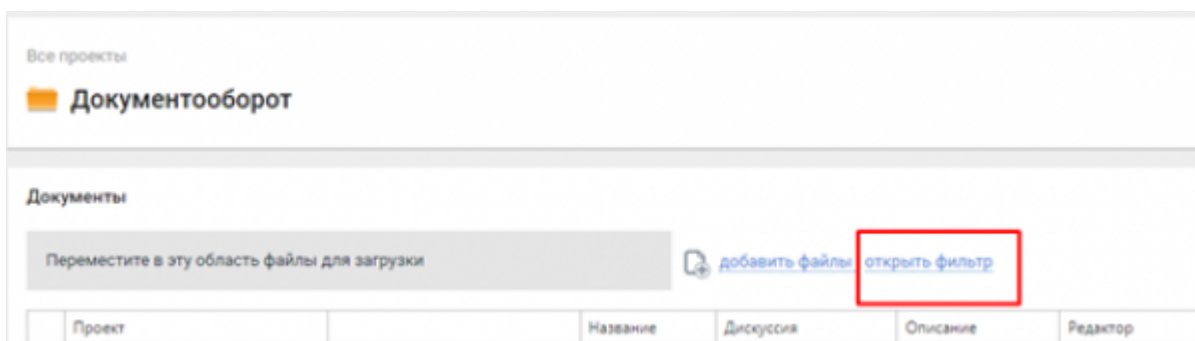 Все проекты
Документооборот
Документы
Переместите в эту область файлы для загрузки добавить файлы открыть фильтр
Проект Название Дискуссия Описание Редактор